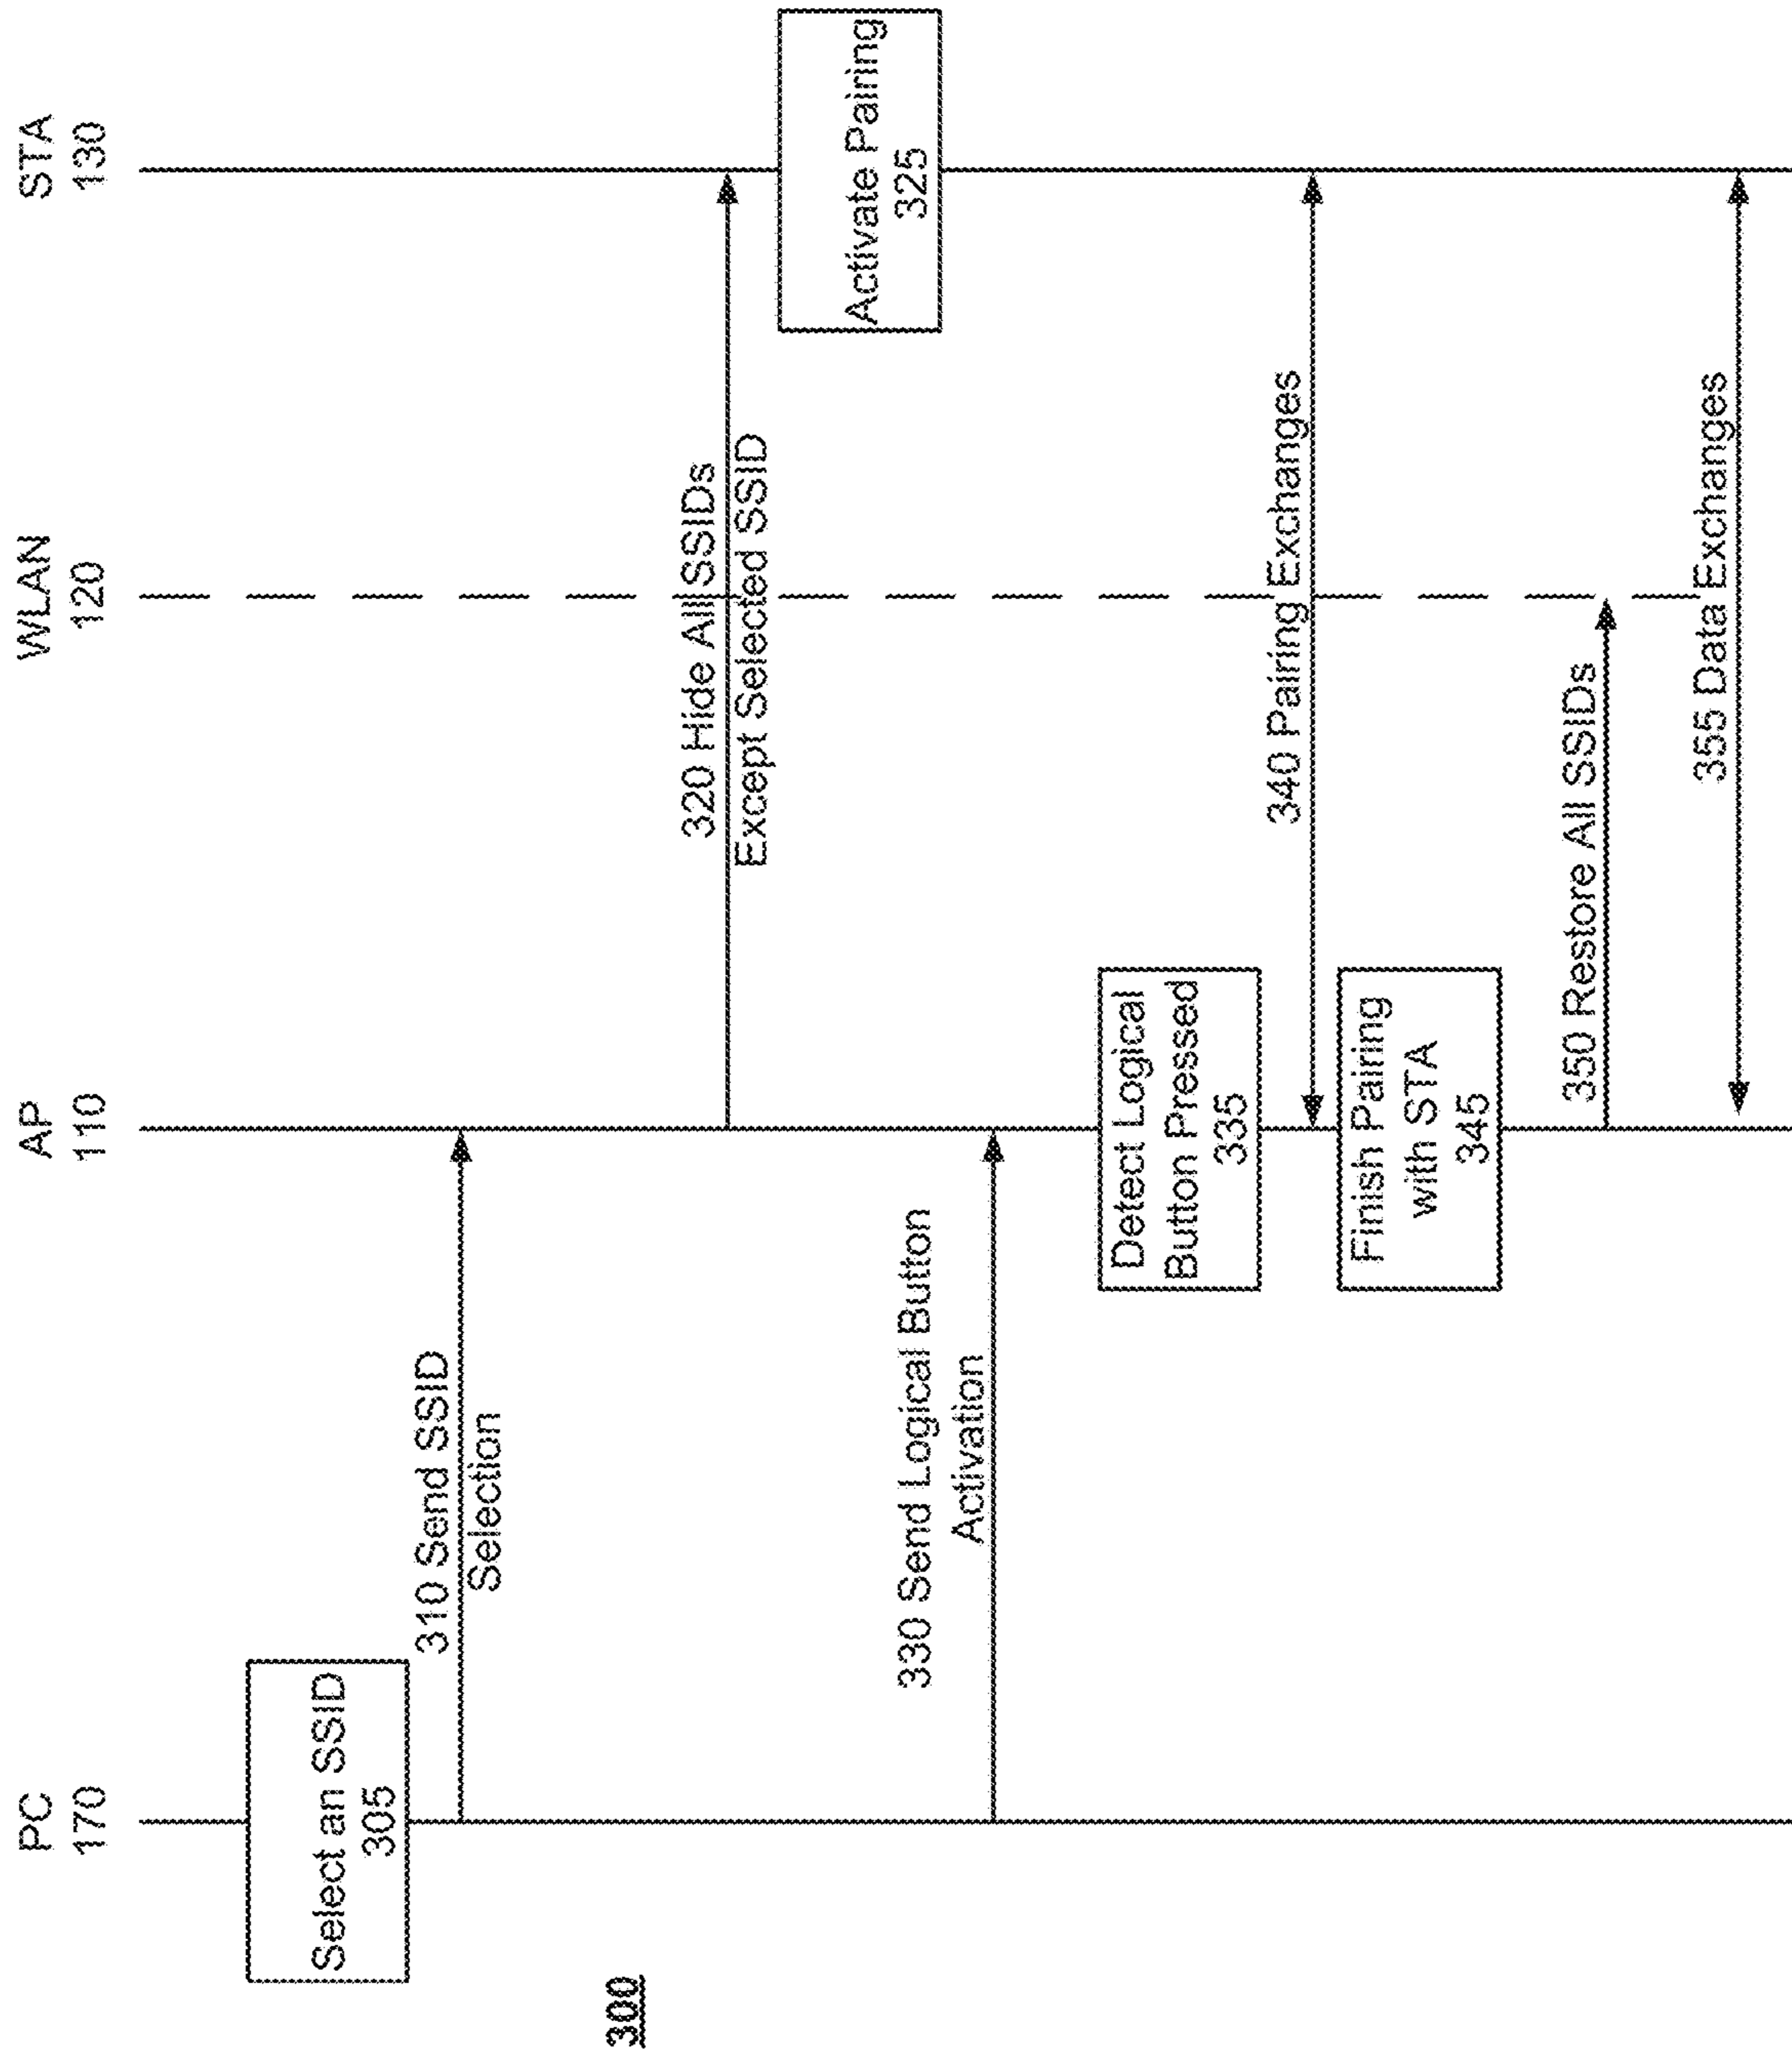 PC
170
AP
110
WLAN
120
STA
130
Select an SSID
305
310 Send SSID
Selection
320 Hide All SSIDs
Except Selected SSID
Activate Pairing
325
330 Send Logical Button
Activation
Detect Logical
Button Pressed
335
340 Pairing Exchanges
Finish Pairing
with STA
345
350 Restore All SSIDs
355 Data Exchanges
300